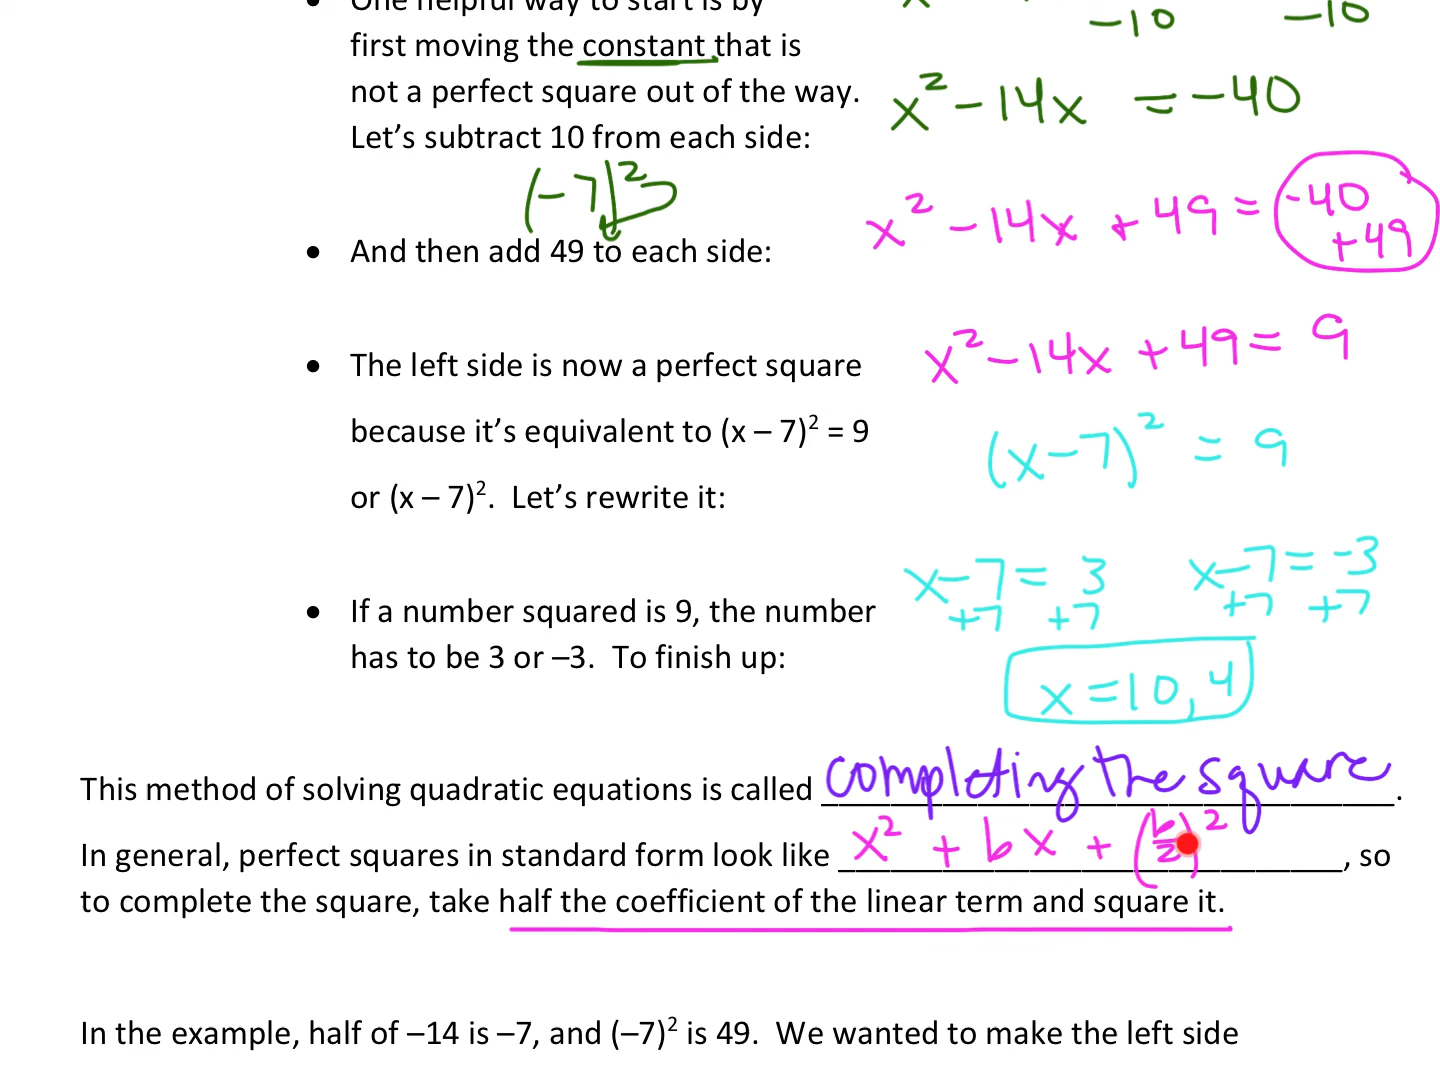 One helpful way to start is by
−10 −10
first moving the constant that is
not a perfect square out of the way.
x² − 14x = −40
Let’s subtract 10 from each side:
(−7)²
x² − 14x + 49 = -40 +49
• And then add 49 to each side:
x² − 14x + 49 = 9
• The left side is now a perfect square
because it’s equivalent to (x – 7)² = 9
(x − 7)² = 9
or (x – 7)².  Let’s rewrite it:
x − 7 = 3 x − 7 = −3
+7 +7 +7 +7
• If a number squared is 9, the number
has to be 3 or –3.  To finish up:
x = 10, 4
This method of solving quadratic equations is called completing the square.
In general, perfect squares in standard form look like x² + bx + (b/2)², so
to complete the square, take half the coefficient of the linear term and square it.
In the example, half of –14 is –7, and (–7)² is 49.  We wanted to make the left side